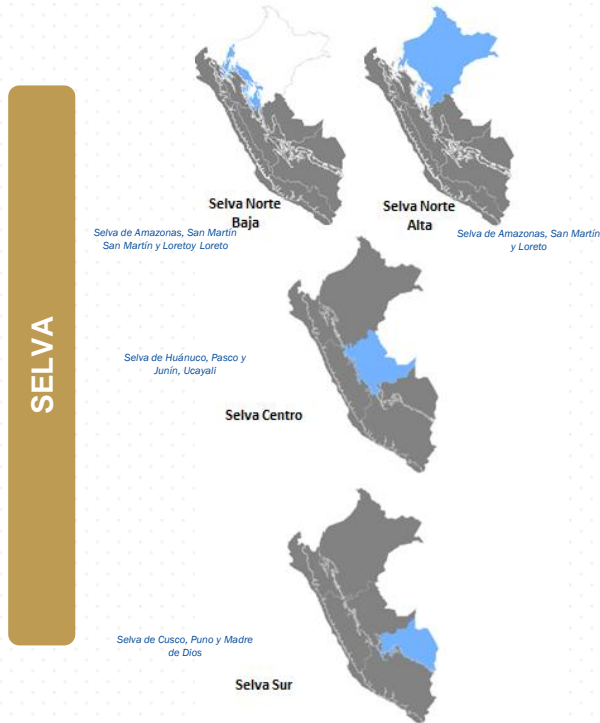 SELVA
Selva Norte
Baja
Selva Norte
Alta
Selva de Amazonas, San Martín
San Martín y Loretoy Loreto
Selva de Amazonas, San Martín
y Loreto
Selva de Huánuco, Pasco y
Junín, Ucayali
Selva Centro
Selva de Cusco, Puno y Madre
de Dios
Selva Sur